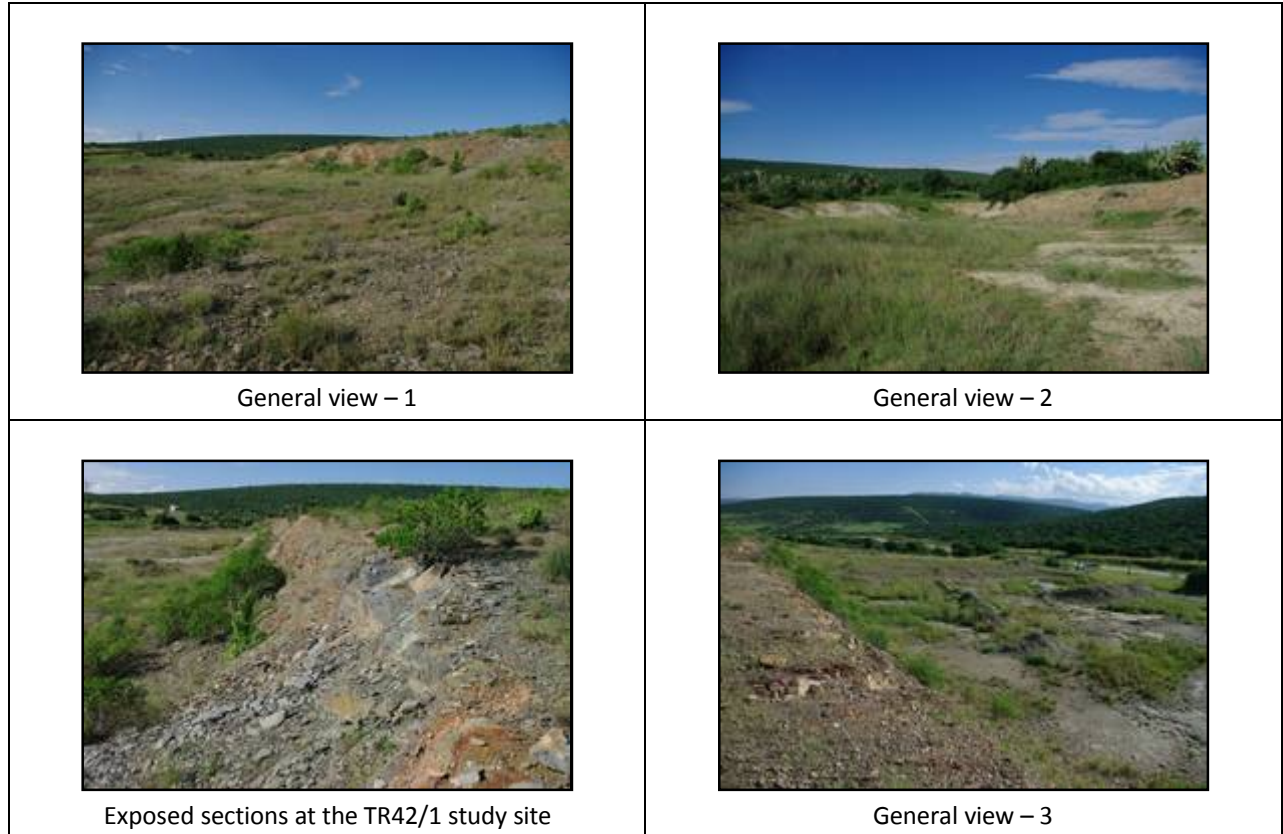 General view – 1
General view – 2
Exposed sections at the TR42/1 study site
General view – 3